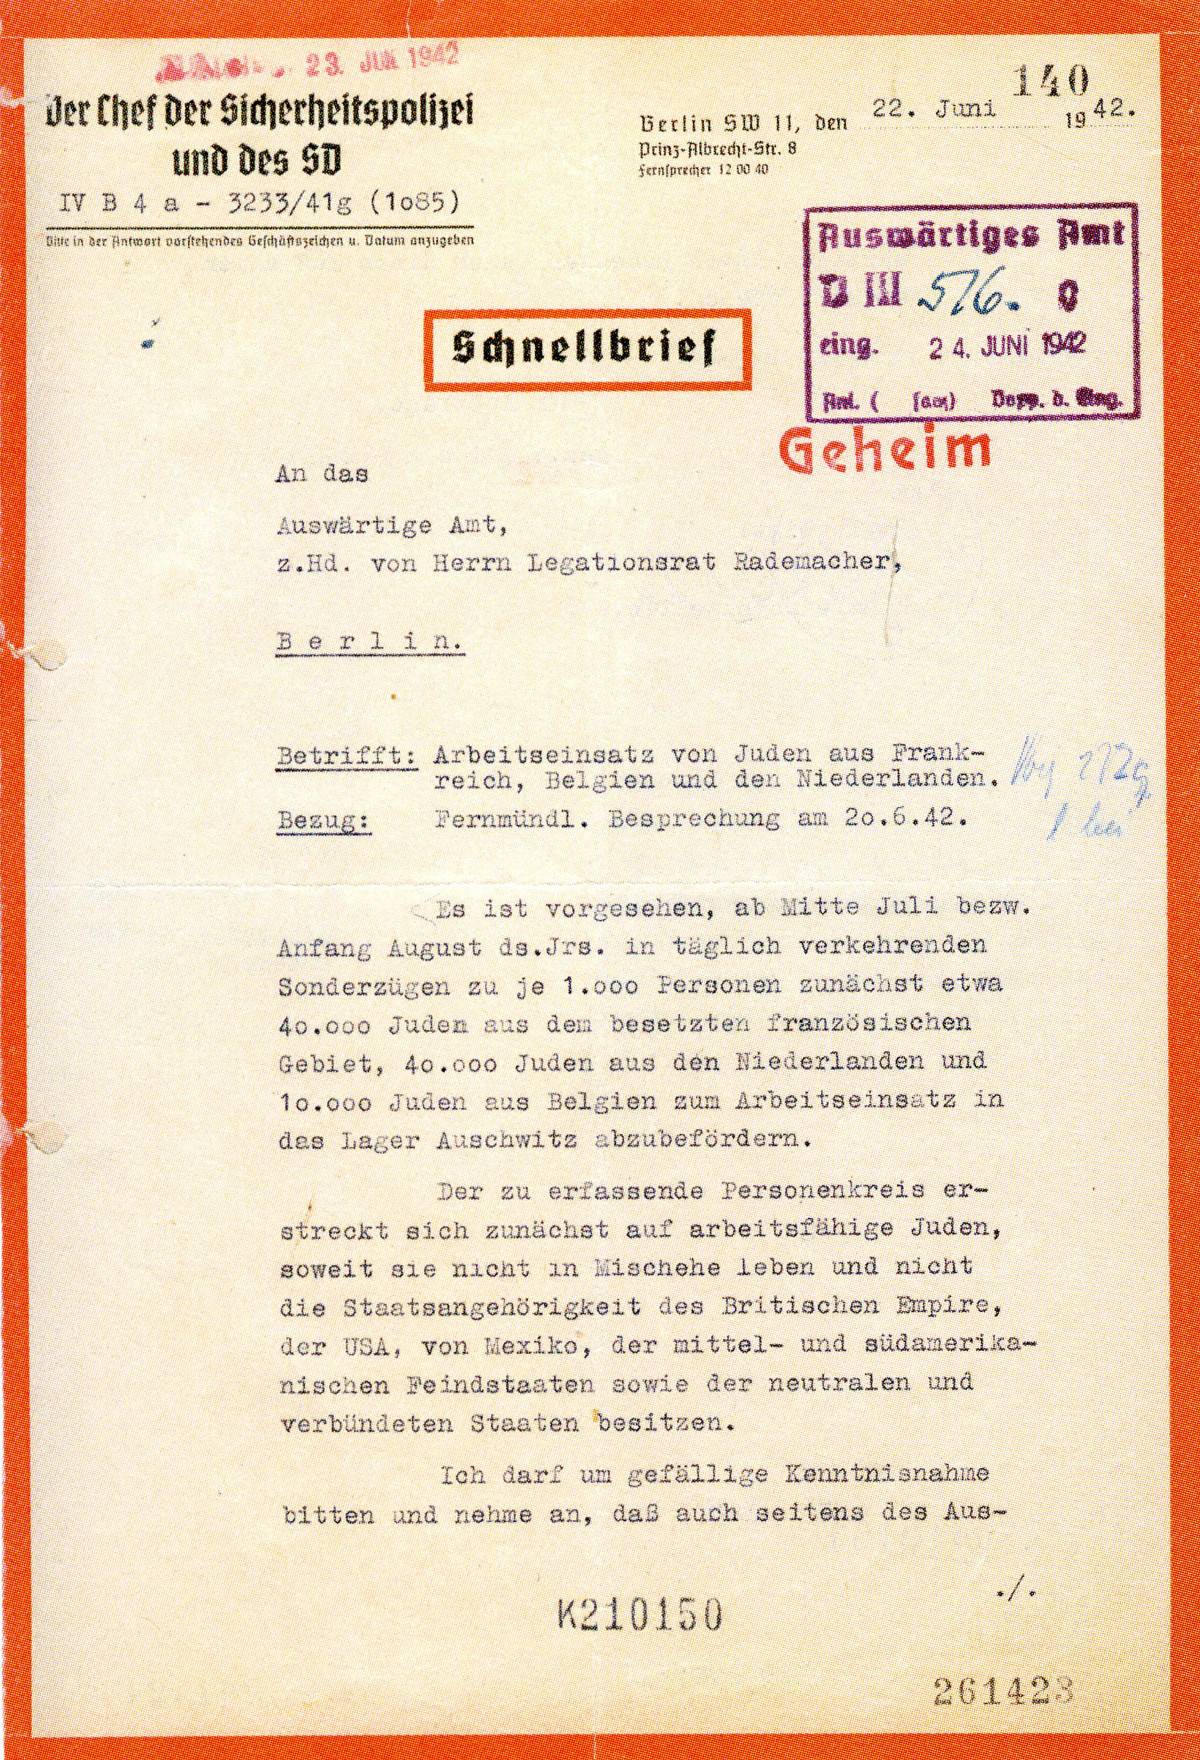 23. JUN 1942
Der Chef der Sicherheitspolizei
und des SD
IV B 4 a - 3233/41g (1o85)
Bitte in der Antwort vorstehendes Geschäftszeichen u. Datum anzugeben
140
Berlin SW 11, den 22. Juni 1942.
Prinz-Albrecht-Str. 8
Fernsprecher 12 00 40
Auswärtiges Amt
D III 516. g
eing. 24. JUNI 1942
Anl. ( fach) Dopp. d. Eing.
Schnellbrief
Geheim
An das
Auswärtige Amt,
z.Hd. von Herrn Legationsrat Rademacher,
B e r l i n.
Betrifft: Arbeitseinsatz von Juden aus Frank-
reich, Belgien und den Niederlanden.
Bezug: Fernmündl. Besprechung am 2o.6.42.
Es ist vorgesehen, ab Mitte Juli bezw.
Anfang August ds.Jrs. in täglich verkehrenden
Sonderzügen zu je 1.ooo Personen zunächst etwa
4o.ooo Juden aus dem besetzten französischen
Gebiet, 4o.ooo Juden aus den Niederlanden und
1o.ooo Juden aus Belgien zum Arbeitseinsatz in
das Lager Auschwitz abzubefördern.
Der zu erfassende Personenkreis er-
streckt sich zunächst auf arbeitsfähige Juden,
soweit sie nicht in Mischehe leben und nicht
die Staatsangehörigkeit des Britischen Empire,
der USA, von Mexiko, der mittel- und südamerika-
nischen Feindstaaten sowie der neutralen und
verbündeten Staaten besitzen.
Ich darf um gefällige Kenntnisnahme
bitten und nehme an, daß auch seitens des Aus-
./.
K210150
261423